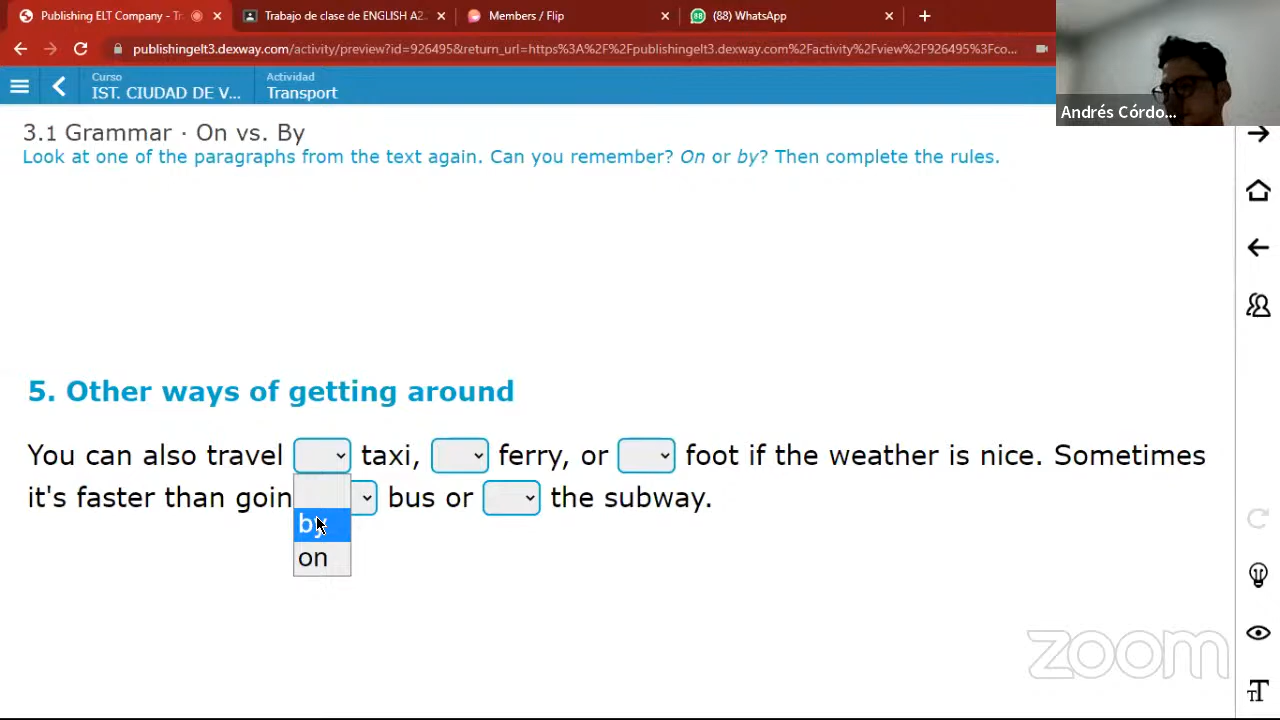 Publishing ELT Company - Tr
Trabajo de clase de ENGLISH A2
Members / Flip
(88) WhatsApp
publishingelt3.dexway.com/activity/preview?id=926495&return_url=https%3A%2F%2Fpublishingelt3.dexway.com%2Factivity%2Fview%2F926495%3Fco...
Curso
IST. CIUDAD DE V...
Actividad
Transport
Andrés Córdo...
3.1 Grammar · On vs. By
Look at one of the paragraphs from the text again. Can you remember? On or by? Then complete the rules.
5. Other ways of getting around
You can also travel taxi, ferry, or foot if the weather is nice. Sometimes
it's faster than goin bus or the subway.
by
on
zoom